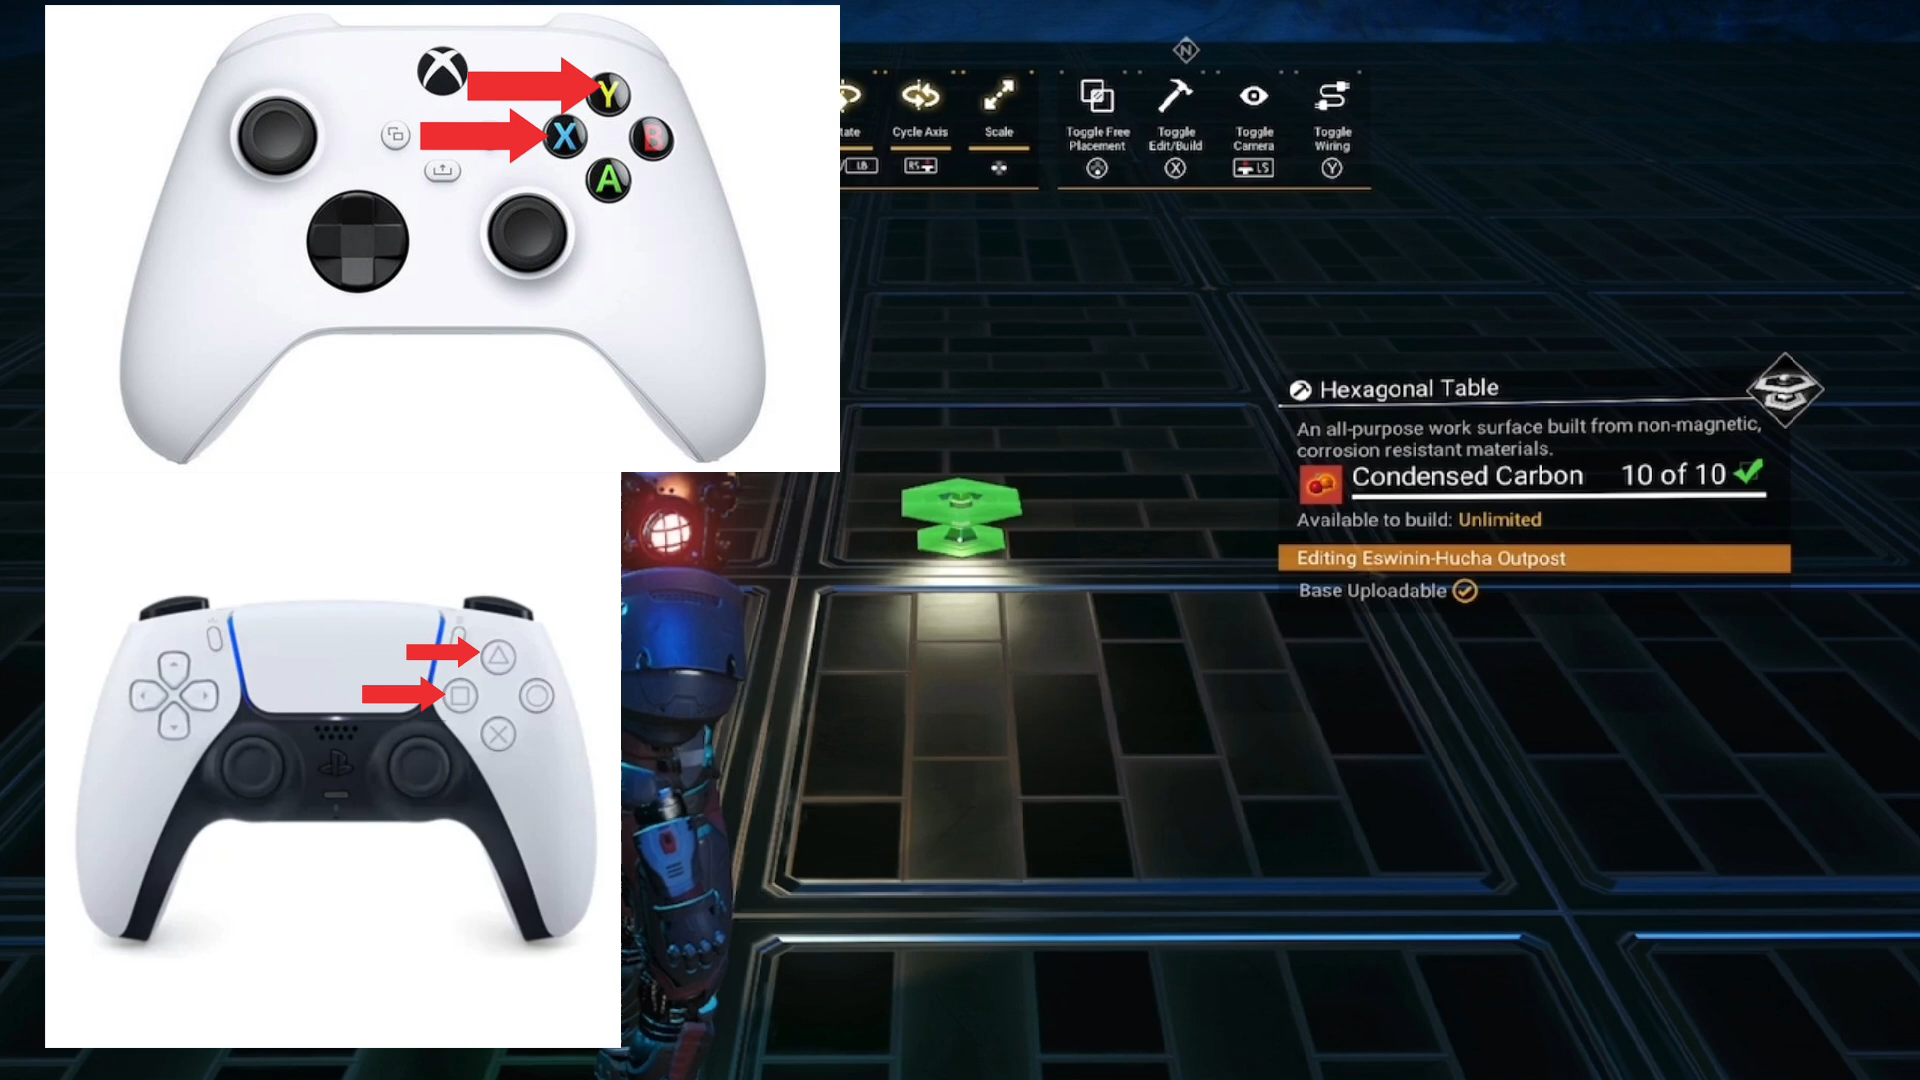 Y
X
B
A
N
tate
Cycle Axis
Scale
Toggle Free
Placement
Toggle
Edit/Build
Toggle
Camera
Toggle
Wiring
LB
RS
X
LS
Y
Hexagonal Table
An all-purpose work surface built from non-magnetic,
corrosion resistant materials.
Condensed Carbon 10 of 10
Available to build: Unlimited
Editing Eswinin-Hucha Outpost
Base Uploadable